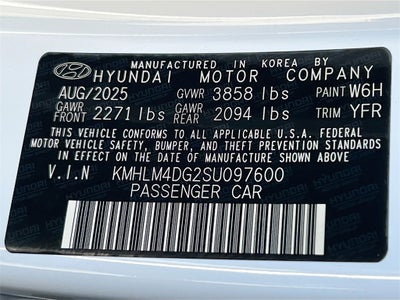 MANUFACTURED IN KOREA BY
HYUNDAI MOTOR COMPANY
AUG/2025 GVWR 3858 lbs PAINT W6H
GAWR FRONT 2271 lbs GAWR REAR 2094 lbs TRIM YFR
THIS VEHICLE CONFORMS TO ALL APPLICABLE U.S.A. FEDERAL
MOTOR VEHICLE SAFETY, BUMPER, AND THEFT PREVENTION
STANDARDS IN EFFECT ON THE DATE OF MANUFACTURE SHOWN ABOVE.
V.I.N KMHLM4DG2SU097600
PASSENGER CAR